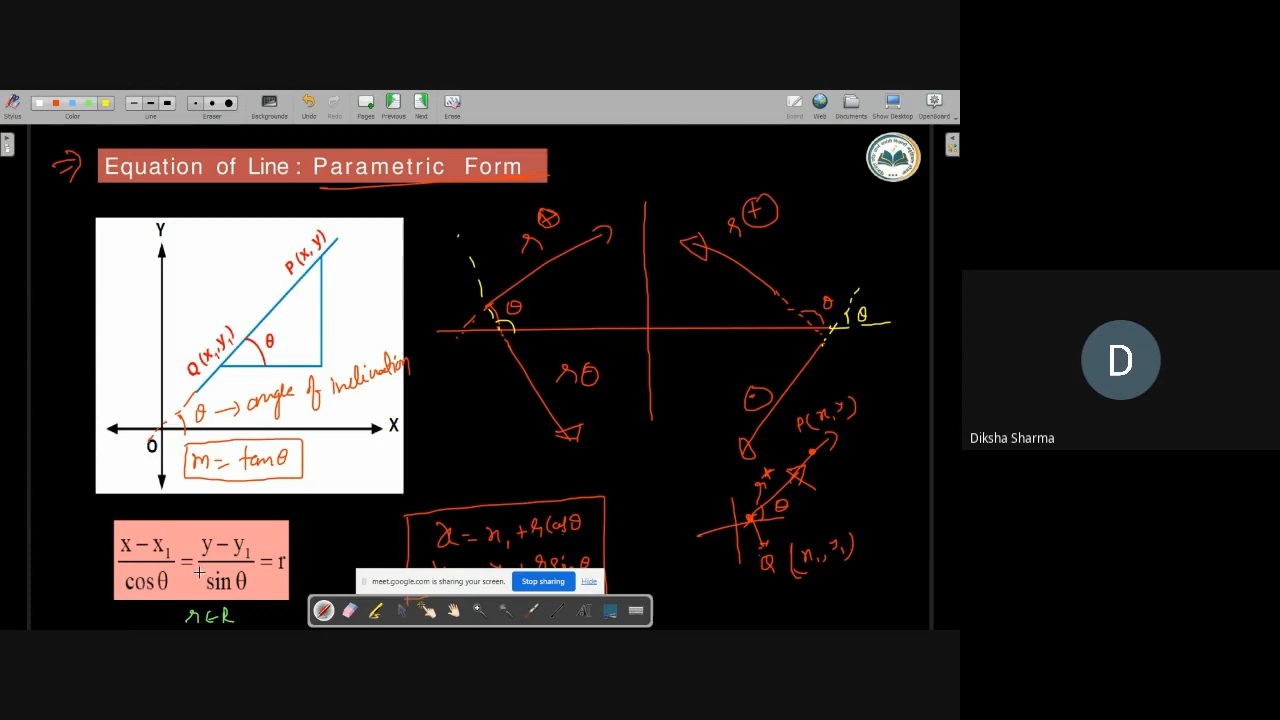 Stylus
Color
Line
Eraser
Backgrounds
Undo
Redo
Pages
Previous
Next
Erase
Board
Web
Documents
Show Desktop
OpenBoard
⇒ Equation of Line : Parametric Form
Y
P(x, y)
Q(x₁, y₁)
θ
θ → angle of inclination
O
X
m = tanθ
r ⊕
θ
r ⊕
θ
θ
r ⊖
⊖
P(x, y)
r
θ
Q (x₁, y₁)
x − x₁ / cos θ = y − y₁ / sin θ = r
r ∈ R
x = x₁ + r cosθ
meet.google.com is sharing your screen.
Stop sharing
Hide
D
Diksha Sharma